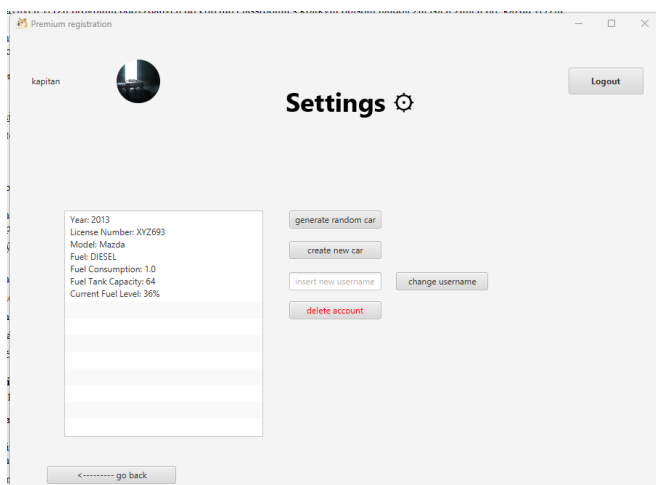 Premium registration
kapitan
Logout
Settings
Year: 2013
License Number: XYZ693
Model: Mazda
Fuel: DIESEL
Fuel Consumption: 1.0
Fuel Tank Capacity: 64
Current Fuel Level: 36%
generate random car
create new car
insert new username
change username
delete account
<--------- go back